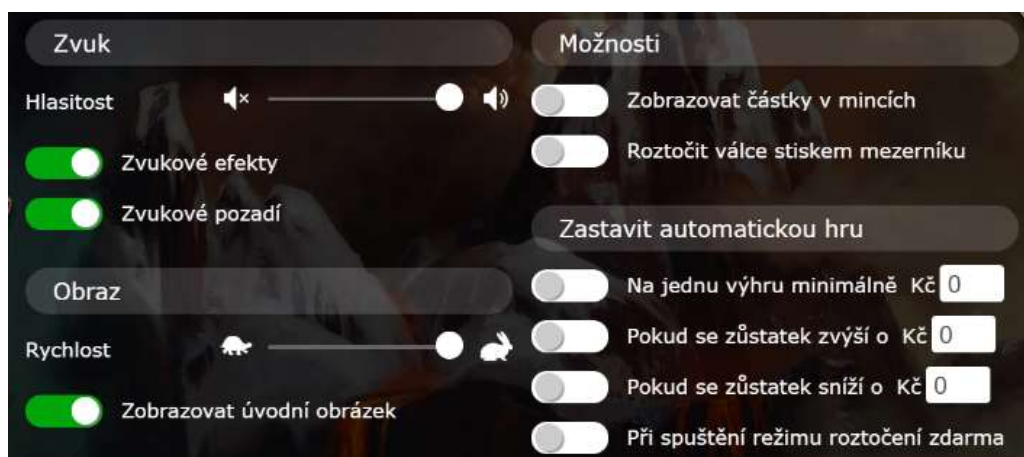 Zvuk
Hlasitost
Zvukové efekty
Zvukové pozadí
Obraz
Rychlost
Zobrazovat úvodní obrázek
Možnosti
Zobrazovat částky v mincích
Roztočit válce stiskem mezerníku
Zastavit automatickou hru
Na jednu výhru minimálně Kč 0
Pokud se zůstatek zvýší o Kč 0
Pokud se zůstatek sníží o Kč 0
Při spuštění režimu roztočení zdarma